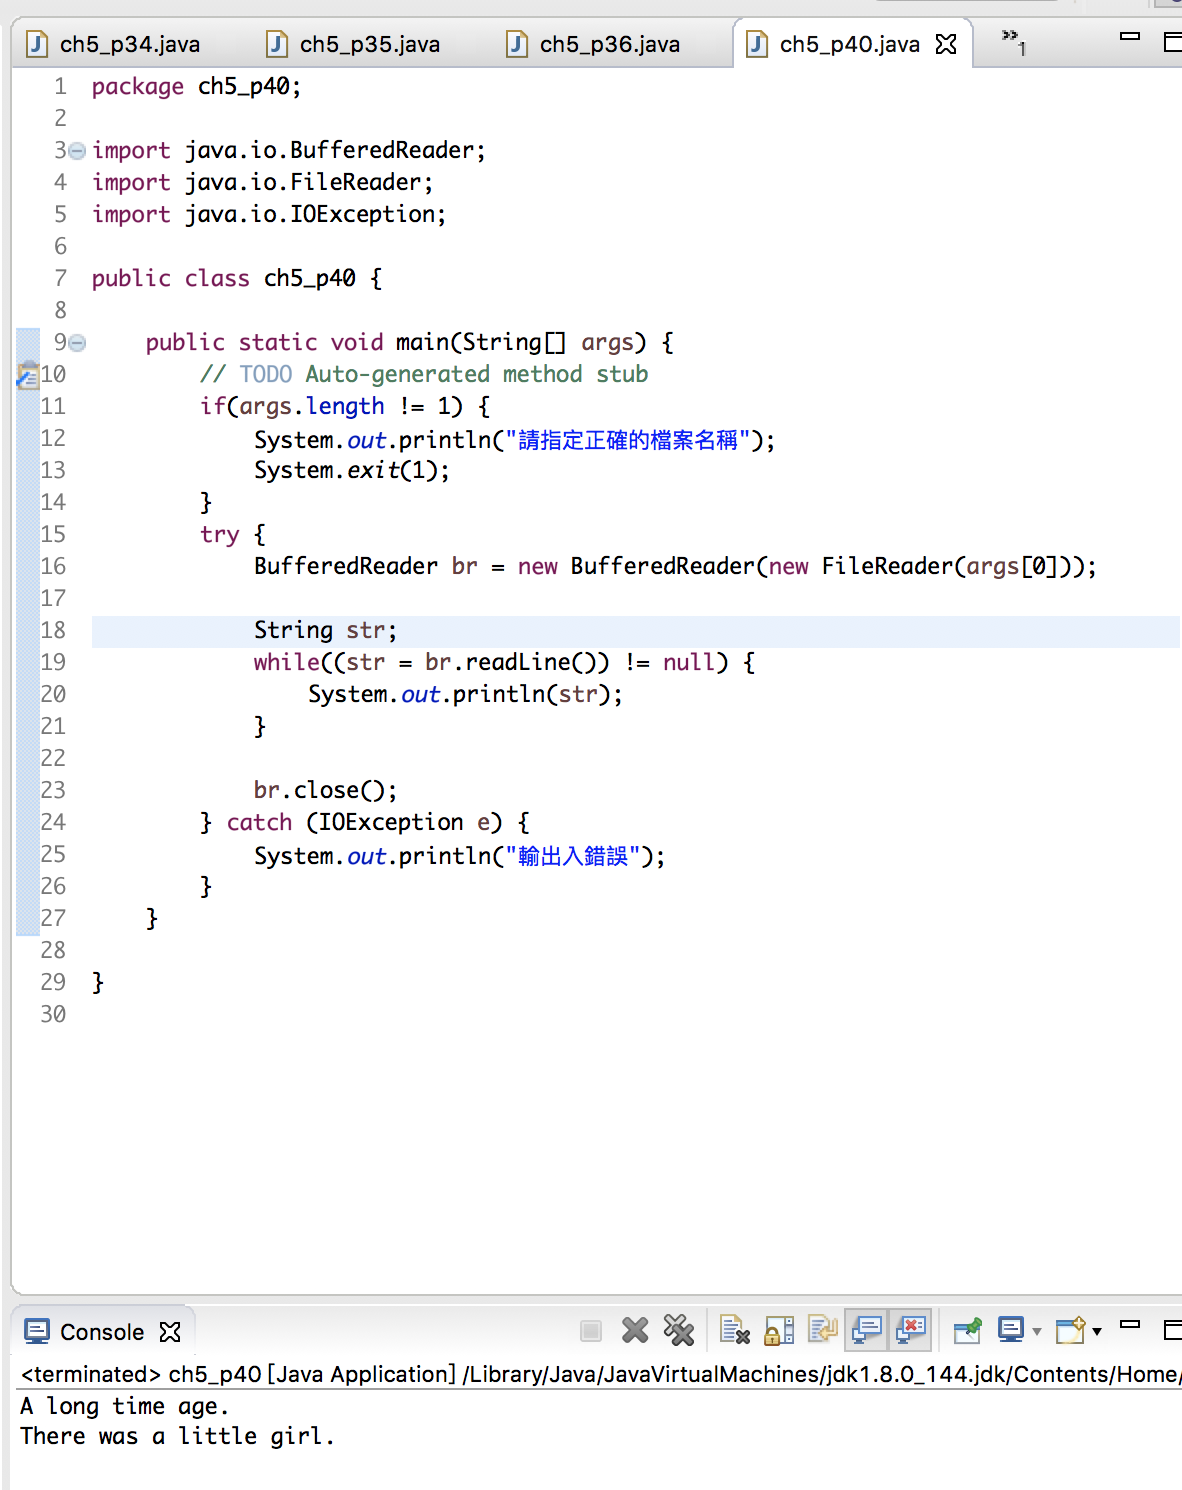 ch5_p34.java ch5_p35.java ch5_p36.java ch5_p40.java »1
1 package ch5_p40;
2
3 import java.io.BufferedReader;
4 import java.io.FileReader;
5 import java.io.IOException;
6
7 public class ch5_p40 {
8
9 public static void main(String[] args) {
10 // TODO Auto-generated method stub
11 if(args.length != 1) {
12 System.out.println("請指定正確的檔案名稱");
13 System.exit(1);
14 }
15 try {
16 BufferedReader br = new BufferedReader(new FileReader(args[0]));
17
18 String str;
19 while((str = br.readLine()) != null) {
20 System.out.println(str);
21 }
22
23 br.close();
24 } catch (IOException e) {
25 System.out.println("輸出入錯誤");
26 }
27 }
28
29 }
30
Console
<terminated> ch5_p40 [Java Application] /Library/Java/JavaVirtualMachines/jdk1.8.0_144.jdk/Contents/Home/
A long time age.
There was a little girl.